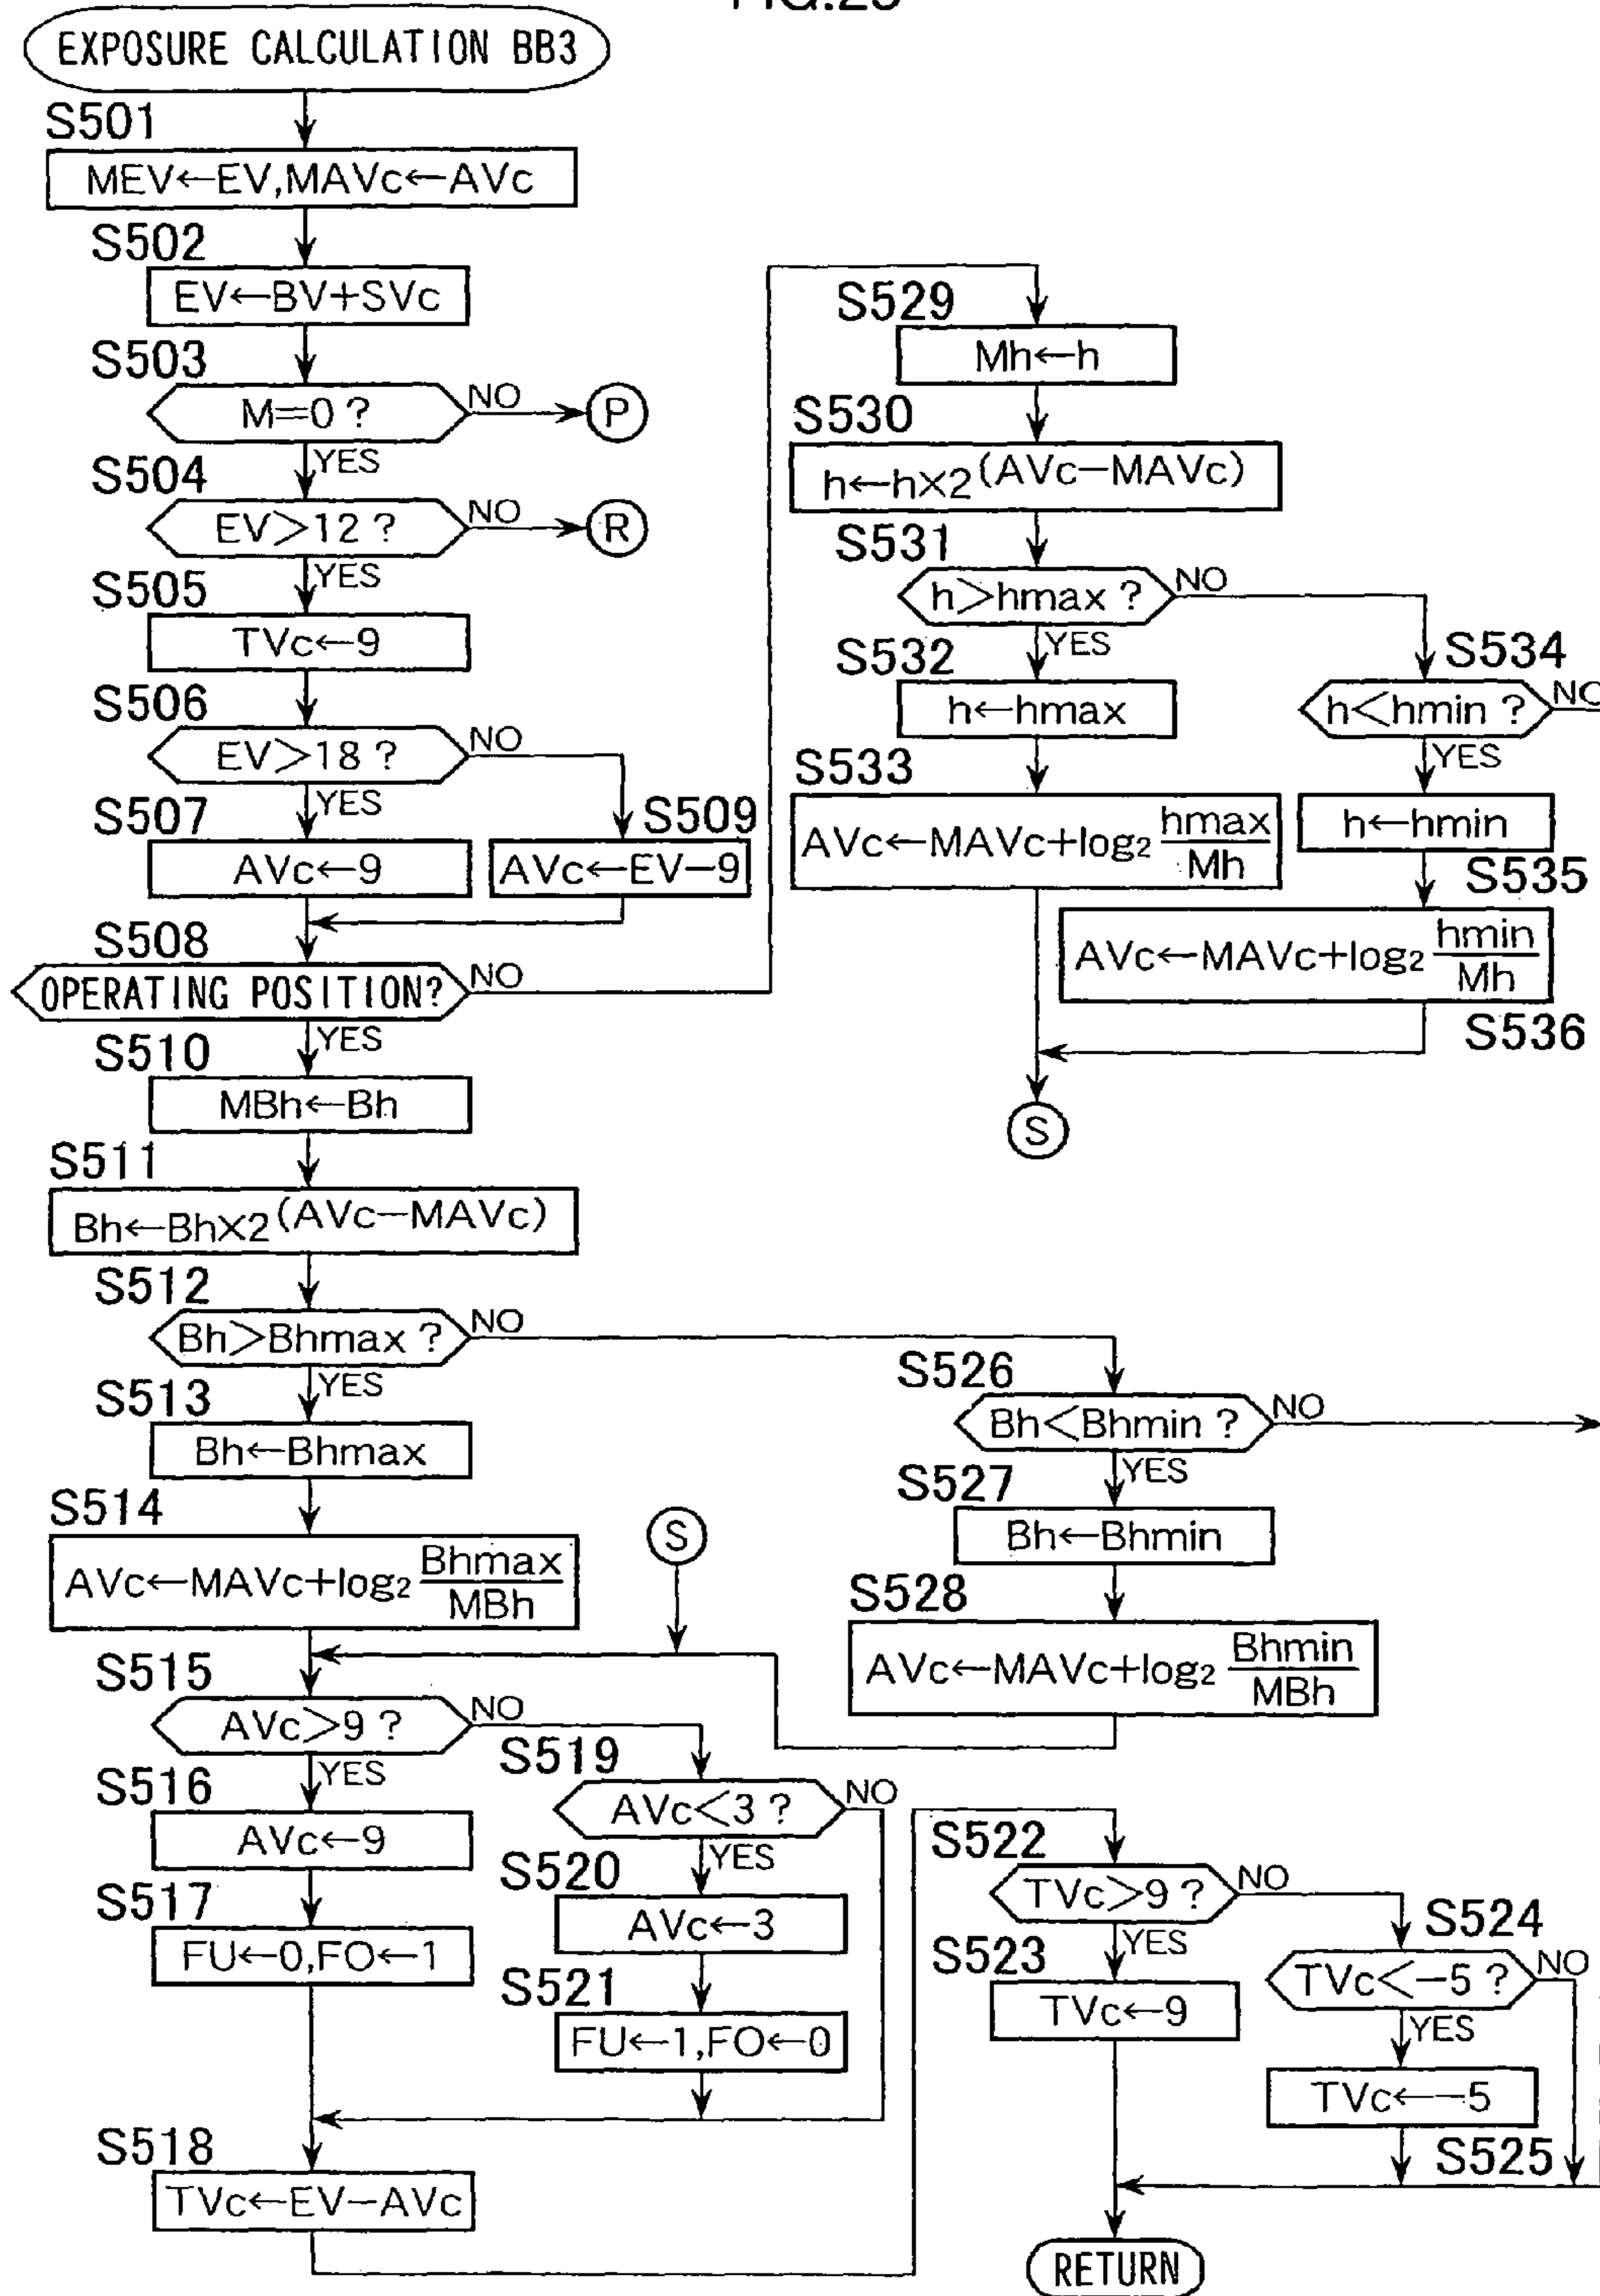 EXPOSURE CALCULATION BB3
S501
MEV←EV,MAVc←AVc
S502
EV←BV+SVc
S503
M=0 ?
NO
P
YES
S504
EV>12 ?
NO
R
YES
S505
TVc←9
S506
EV>18 ?
NO
YES
S507
AVc←9
S509
AVc←EV−9
S508
OPERATING POSITION?
NO
YES
S510
MBh←Bh
S511
Bh←Bh×2(AVc−MAVc)
S512
Bh>Bhmax ?
NO
YES
S513
Bh←Bhmax
S514
AVc←MAVc+log2 Bhmax
MBh
S
S515
AVc>9 ?
NO
YES
S516
AVc←9
S517
FU←0,FO←1
S519
AVc<3 ?
NO
YES
S520
AVc←3
S521
FU←1,FO←0
S518
TVc←EV−AVc
S529
Mh←h
S530
h←h×2(AVc−MAVc)
S531
h>hmax ?
NO
YES
S532
h←hmax
S533
AVc←MAVc+log2 hmax
Mh
S534
h<hmin ?
NO
YES
h←hmin
S535
AVc←MAVc+log2 hmin
Mh
S536
S
S526
Bh<Bhmin ?
NO
YES
S527
Bh←Bhmin
S528
AVc←MAVc+log2 Bhmin
MBh
S522
TVc>9 ?
NO
YES
S523
TVc←9
S524
TVc<−5 ?
NO
YES
TVc←−5
S525
RETURN